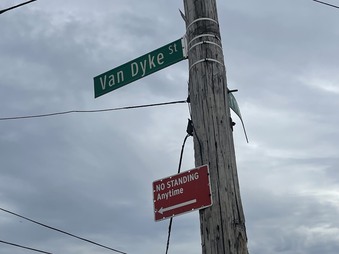 Van Dyke St
NO STANDING
Anytime